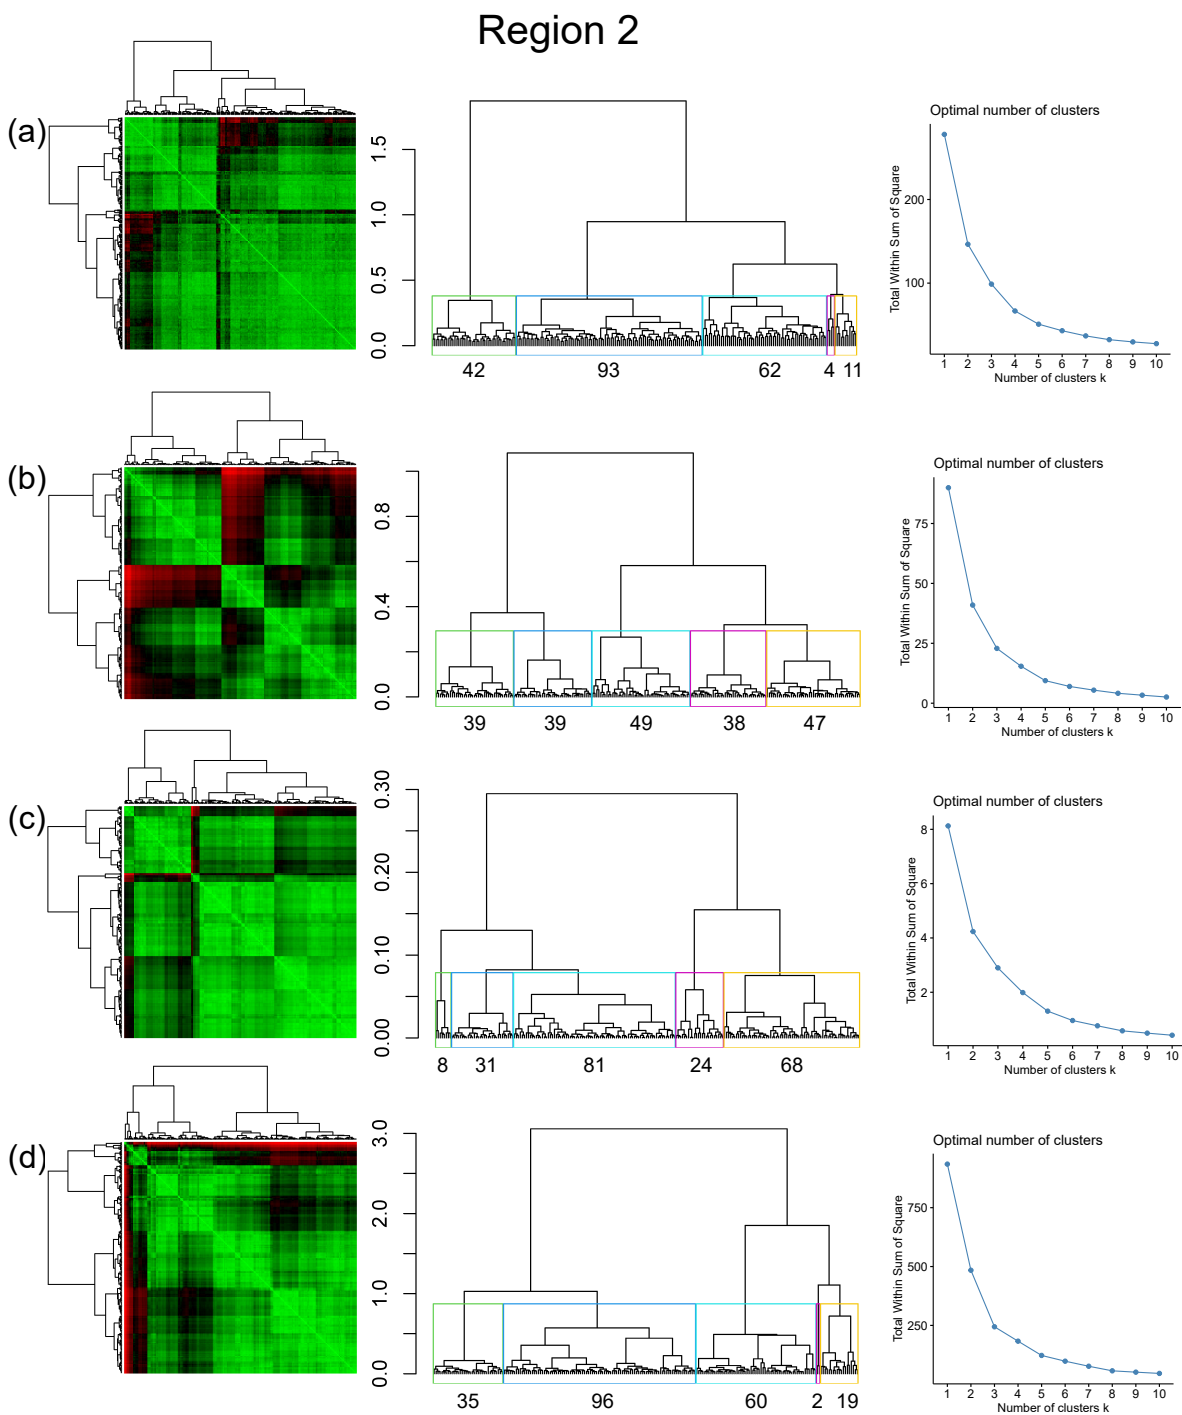 Region 2
(a)
1.5
1.0
0.5
0.0
42 93 62 4 11
Optimal number of clusters
Total Within Sum of Square
200
100
1 2 3 4 5 6 7 8 9 10
Number of clusters k
(b)
0.8
0.4
0.0
39 39 49 38 47
Optimal number of clusters
Total Within Sum of Square
75
50
25
0
1 2 3 4 5 6 7 8 9 10
Number of clusters k
(c)
0.30
0.20
0.10
0.00
8 31 81 24 68
Optimal number of clusters
Total Within Sum of Square
8
6
4
2
1 2 3 4 5 6 7 8 9 10
Number of clusters k
(d)
3.0
2.0
1.0
0.0
35 96 60 2 19
Optimal number of clusters
Total Within Sum of Square
750
500
250
1 2 3 4 5 6 7 8 9 10
Number of clusters k